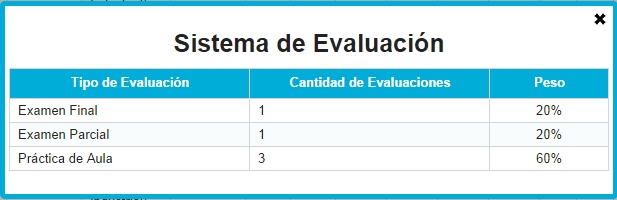 ✖
Sistema de Evaluación
Tipo de Evaluación Cantidad de Evaluaciones Peso
Examen Final 1 20%
Examen Parcial 1 20%
Práctica de Aula 3 60%